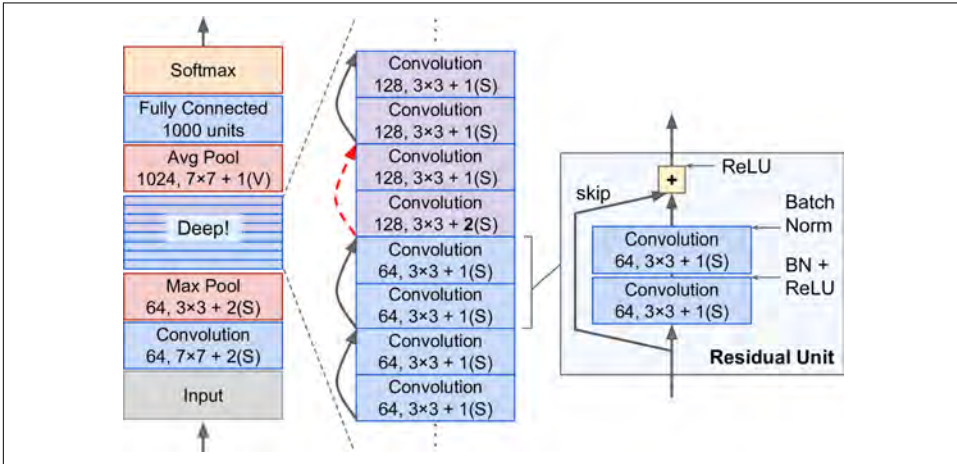 Softmax
Fully Connected
1000 units
Avg Pool
1024, 7×7 + 1(V)
Deep!
Max Pool
64, 3×3 + 2(S)
Convolution
64, 7×7 + 2(S)
Input
Convolution
128, 3×3 + 1(S)
Convolution
128, 3×3 + 1(S)
Convolution
128, 3×3 + 1(S)
Convolution
128, 3×3 + 2(S)
Convolution
64, 3×3 + 1(S)
Convolution
64, 3×3 + 1(S)
Convolution
64, 3×3 + 1(S)
Convolution
64, 3×3 + 1(S)
+
ReLU
skip
Batch
Norm
Convolution
64, 3×3 + 1(S)
BN +
ReLU
Convolution
64, 3×3 + 1(S)
Residual Unit